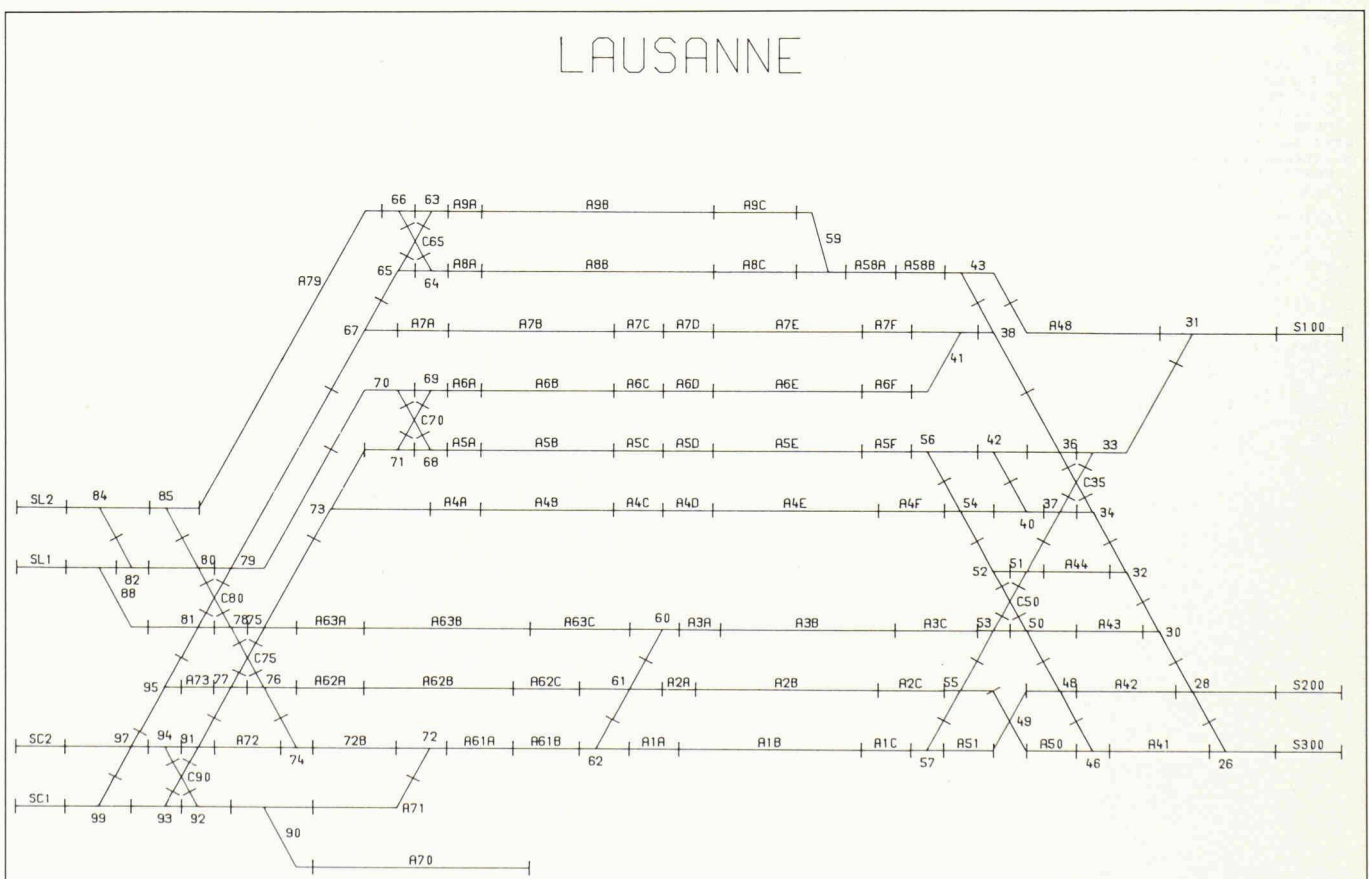 LAUSANNE
66 63 A9A A9B A9C
C65 59
A79 65 64 A8A A8B A8C A58A A58B 43
67 A7A A7B A7C A7D A7E A7F 38 A48 31 S100
41
70 69 A6A A6B A6C A6D A6E A6F
C70
71 68 A5A A5B A5C A5D A5E A5F 56 42 36 33
C35
SL2 84 85 73 A4A A4B A4C A4D A4E A4F 54 40 37 34
SL1 82 80 79 52 51 A44 32
88 C80 C50
81 78 75 A63A A63B A63C 60 A3A A3B A3C 53 50 A43 30
C75
95 A73 77 76 A62A A62B A62C 61 A2A A2B A2C 55 48 A42 28 S200
49
SC2 97 94 91 A72 74 72B 72 A61A A61B 62 A1A A1B A1C 57 A51 A50 46 A41 26 S300
C90
SC1 99 93 92 A71
90
A70